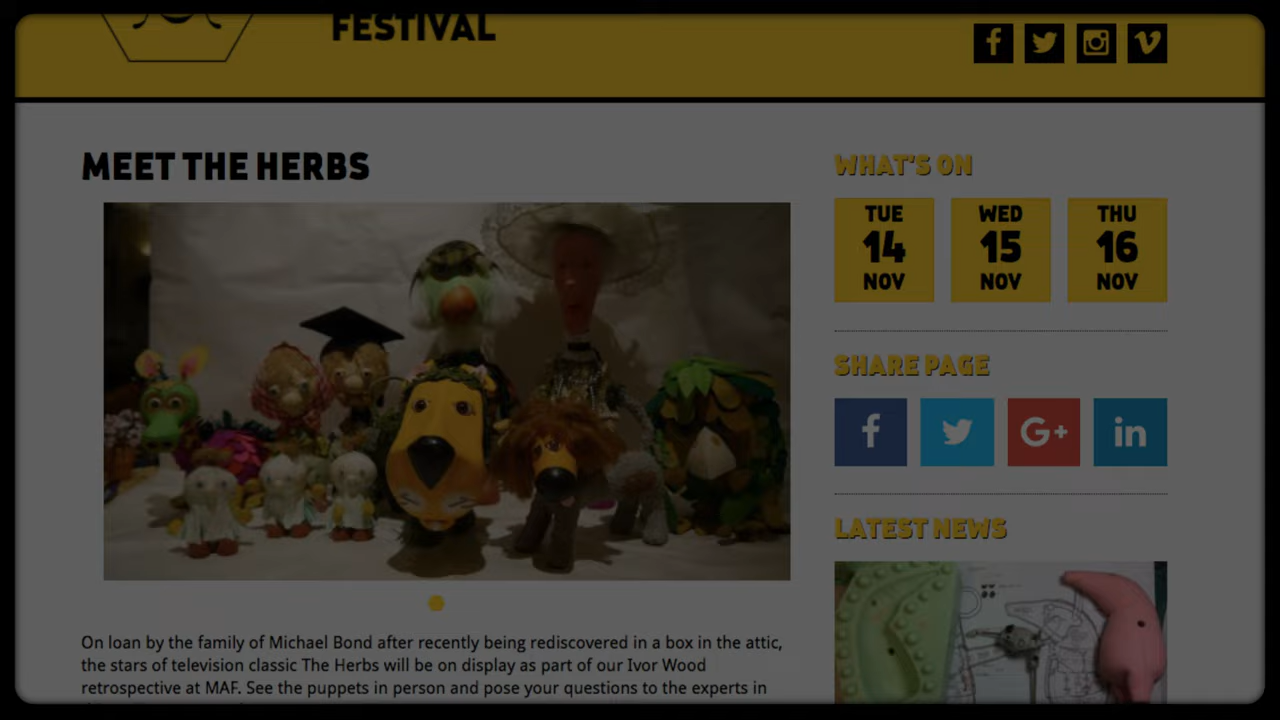 FESTIVAL
MEET THE HERBS
On loan by the family of Michael Bond after recently being rediscovered in a box in the attic,
the stars of television classic The Herbs will be on display as part of our Ivor Wood
retrospective at MAF. See the puppets in person and pose your questions to the experts in
WHAT'S ON
TUE
14
NOV
WED
15
NOV
THU
16
NOV
SHARE PAGE
G+
in
LATEST NEWS